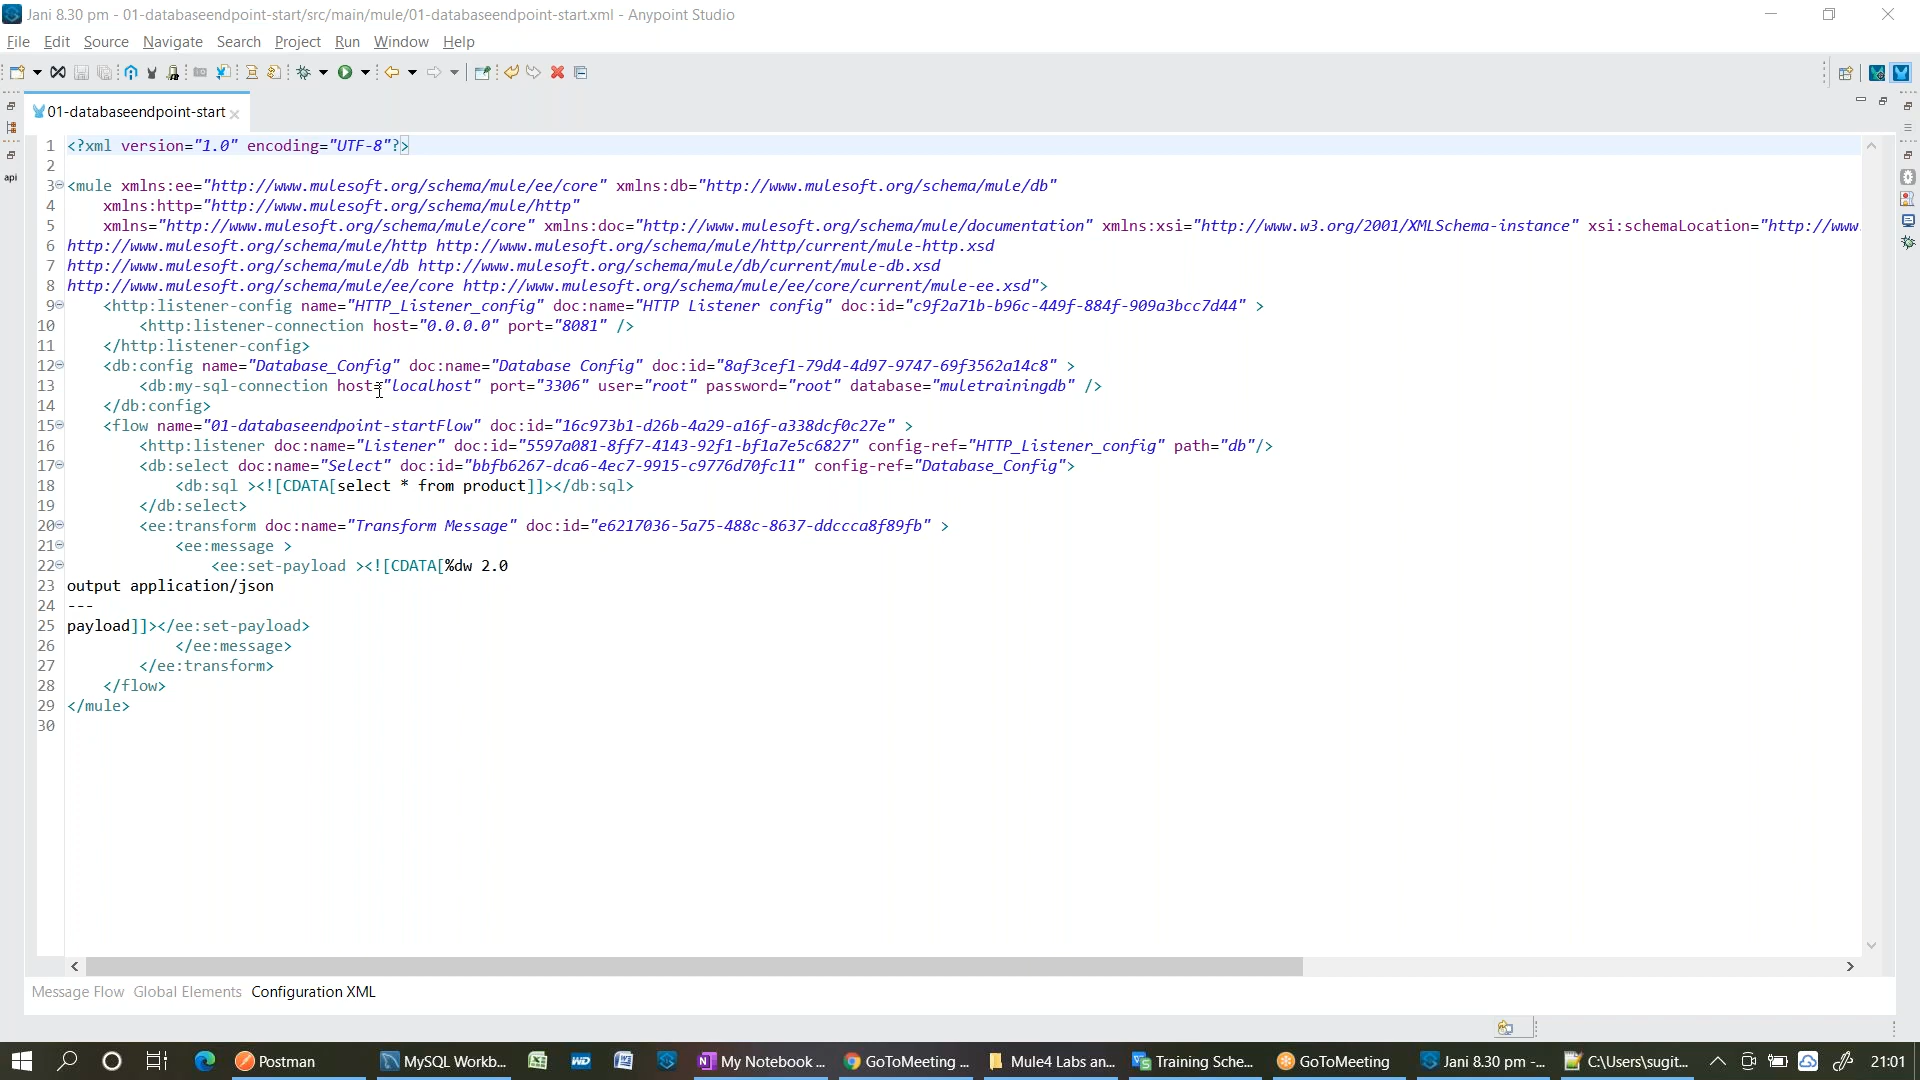 Jani 8.30 pm - 01-databaseendpoint-start/src/main/mule/01-databaseendpoint-start.xml - Anypoint Studio
File Edit Source Navigate Search Project Run Window Help
01-databaseendpoint-start
1 <?xml version="1.0" encoding="UTF-8"?>
2
3 <mule xmlns:ee="http://www.mulesoft.org/schema/mule/ee/core" xmlns:db="http://www.mulesoft.org/schema/mule/db"
4 xmlns:http="http://www.mulesoft.org/schema/mule/http"
5 xmlns="http://www.mulesoft.org/schema/mule/core" xmlns:doc="http://www.mulesoft.org/schema/mule/documentation" xmlns:xsi="http://www.w3.org/2001/XMLSchema-instance" xsi:schemaLocation="http://www
6 http://www.mulesoft.org/schema/mule/http http://www.mulesoft.org/schema/mule/http/current/mule-http.xsd
7 http://www.mulesoft.org/schema/mule/db http://www.mulesoft.org/schema/mule/db/current/mule-db.xsd
api
8 http://www.mulesoft.org/schema/mule/ee/core http://www.mulesoft.org/schema/mule/ee/core/current/mule-ee.xsd">
9 <http:listener-config name="HTTP_Listener_config" doc:name="HTTP Listener config" doc:id="c9f2a71b-b96c-449f-884f-909a3bcc7d44" >
10 <http:listener-connection host="0.0.0.0" port="8081" />
11 </http:listener-config>
12 <db:config name="Database_Config" doc:name="Database Config" doc:id="8af3cef1-79d4-4d97-9747-69f3562a14c8" >
13 <db:my-sql-connection host="localhost" port="3306" user="root" password="root" database="muletrainingdb" />
14 </db:config>
15 <flow name="01-databaseendpoint-startFlow" doc:id="16c973b1-d26b-4a29-a16f-a338dcf0c27e" >
16 <http:listener doc:name="Listener" doc:id="5597a081-8ff7-4143-92f1-bf1a7e5c6827" config-ref="HTTP_Listener_config" path="db"/>
17 <db:select doc:name="Select" doc:id="bbfb6267-dca6-4ec7-9915-c9776d70fc11" config-ref="Database_Config">
18 <db:sql ><![CDATA[select * from product]]></db:sql>
19 </db:select>
20 <ee:transform doc:name="Transform Message" doc:id="e6217036-5a75-488c-8637-ddccca8f89fb" >
21 <ee:message >
22 <ee:set-payload ><![CDATA[%dw 2.0
23 output application/json
24 ---
25 payload]]></ee:set-payload>
26 </ee:message>
27 </ee:transform>
28 </flow>
29 </mule>
30
Message Flow Global Elements Configuration XML
Postman MySQL Workb... My Notebook ... GoToMeeting ... Mule4 Labs an... Training Sche... GoToMeeting Jani 8.30 pm -... C:\Users\sugit... 21:01